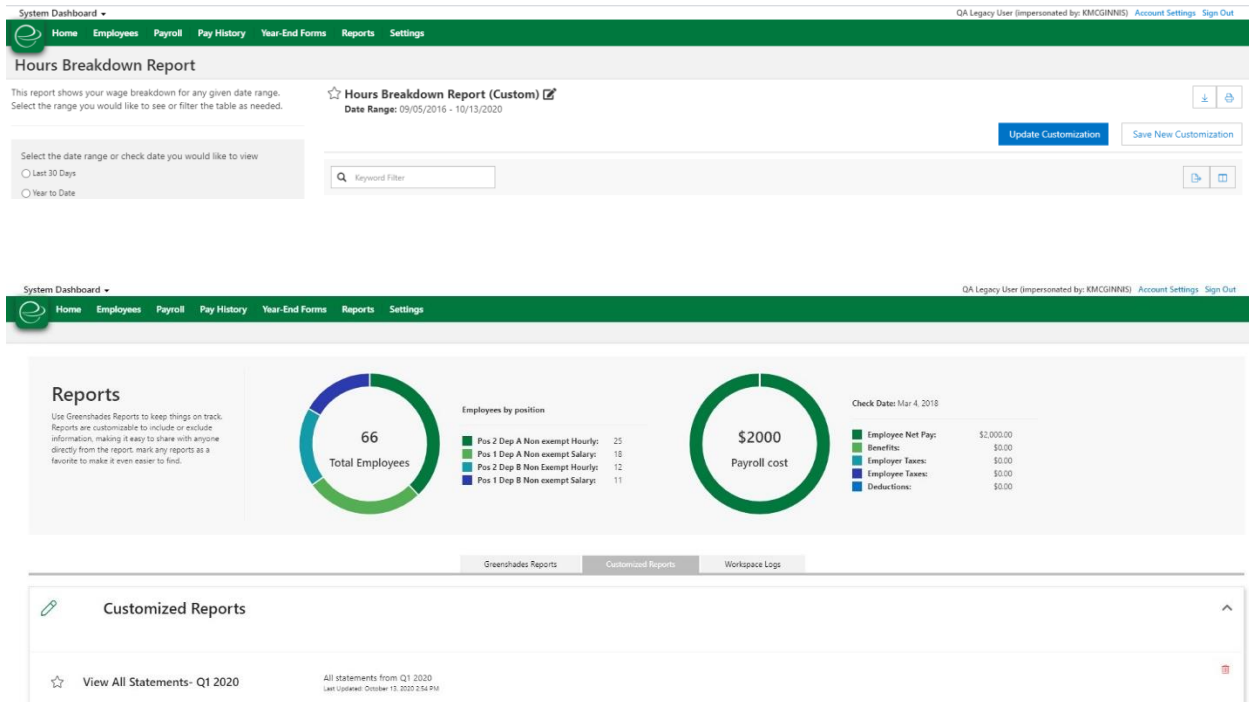 System Dashboard
QA Legacy User (impersonated by: KMCGINNIS) Account Settings Sign Out
Home Employees Payroll Pay History Year-End Forms Reports Settings
Hours Breakdown Report
This report shows your wage breakdown for any given date range.
Select the range you would like to see or filter the table as needed.
Select the date range or check date you would like to view
Last 30 Days
Year to Date
Hours Breakdown Report (Custom)
Date Range: 09/05/2016 - 10/13/2020
Update Customization
Save New Customization
Keyword Filter
System Dashboard
QA Legacy User (impersonated by: KMCGINNIS) Account Settings Sign Out
Home Employees Payroll Pay History Year-End Forms Reports Settings
Reports
Use Greenshades Reports to keep things on track.
Reports are customizable to include or exclude
information, making it easy to share with anyone
directly from the report. mark any reports as a
favorite to make it even easier to find.
66
Total Employees
Employees by position
Pos 2 Dep A Non exempt Hourly: 25
Pos 1 Dep A Non exempt Salary: 18
Pos 2 Dep B Non Exempt Hourly: 12
Pos 1 Dep B Non exempt Salary: 11
$2000
Payroll cost
Check Date: Mar 4, 2018
Employee Net Pay: $2,000.00
Benefits: $0.00
Employer Taxes: $0.00
Employee Taxes: $0.00
Deductions: $0.00
Greenshades Reports
Customized Reports
Workspace Logs
Customized Reports
View All Statements- Q1 2020
All statements from Q1 2020
Last Updated: October 13, 2020 2:54 PM